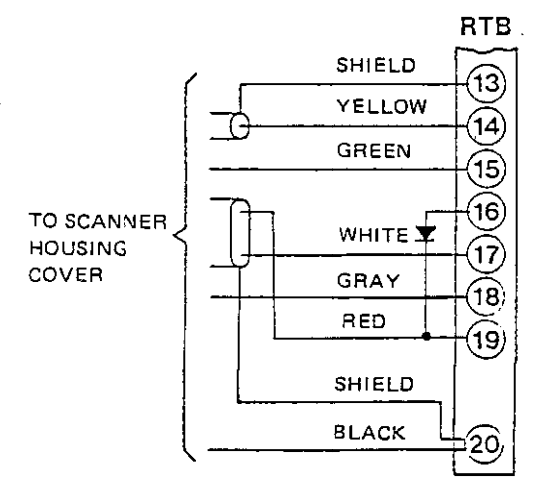 RTB
SHIELD
13
YELLOW
14
GREEN
15
16
TO SCANNER
HOUSING
COVER
WHITE
17
GRAY
18
RED
19
SHIELD
BLACK
20